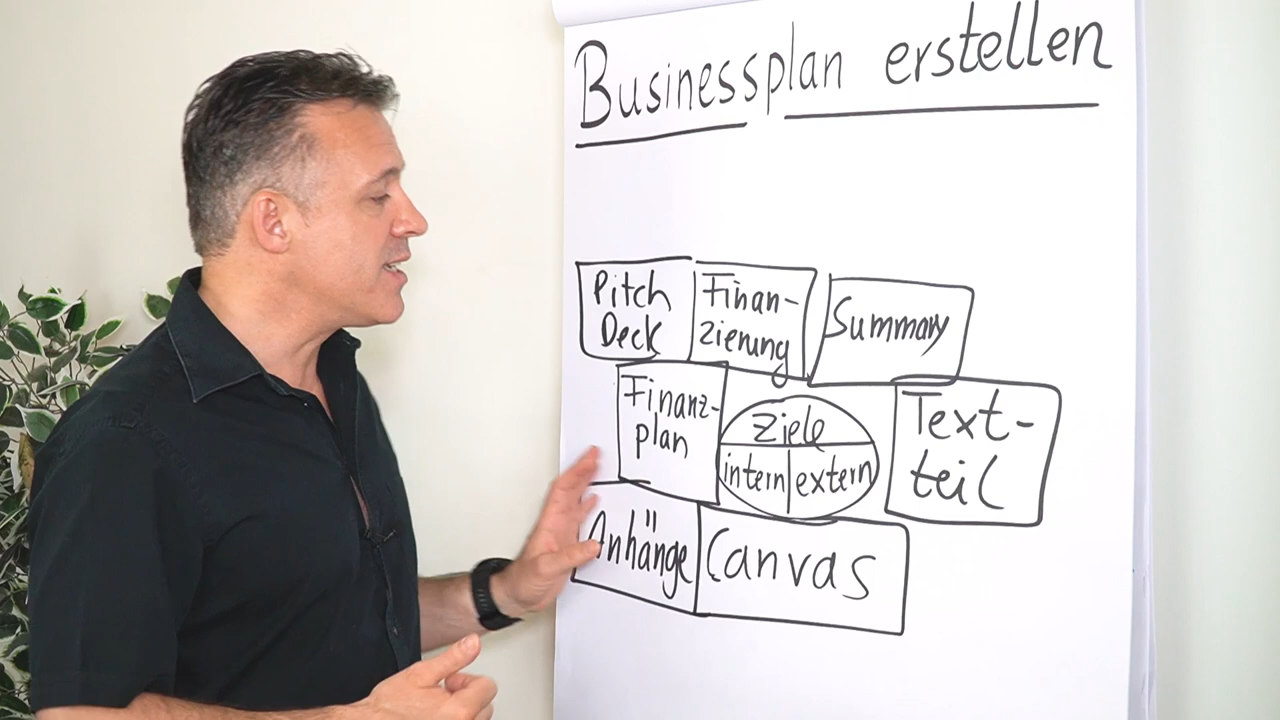 Businessplan erstellen
Pitch
Deck
Finan-
zierung
Summary
Finanz-
plan
Ziele
intern extern
Text-
teil
Anhänge
Canvas